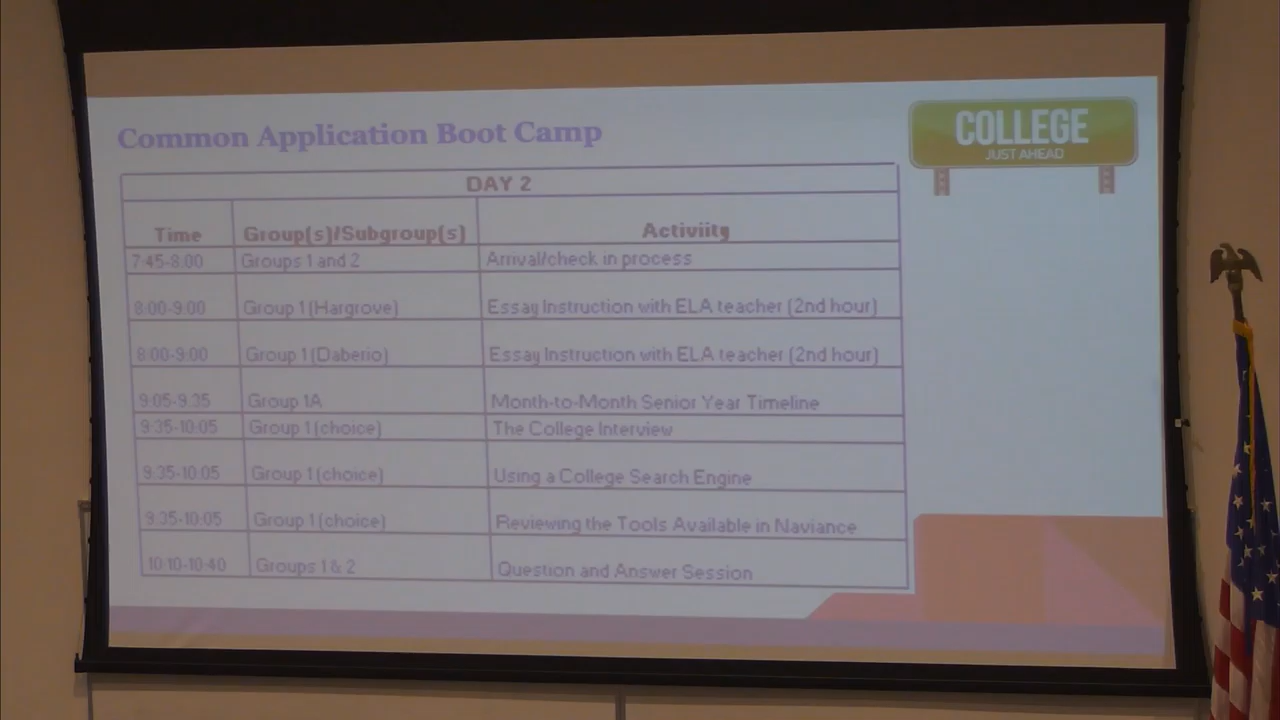 Common Application Boot Camp
COLLEGE
JUST AHEAD
DAY 2
Time Group(s)/Subgroup(s) Activiity
7:45-8:00 Groups 1 and 2 Arrival/check in process
8:00-9:00 Group 1 (Hargrove) Essay Instruction with ELA teacher (2nd hour)
8:00-9:00 Group 1 (Daberio) Essay Instruction with ELA teacher (2nd hour)
9:05-9:35 Group 1A Month-to-Month Senior Year Timeline
9:35-10:05 Group 1 (choice) The College Interview
9:35-10:05 Group 1 (choice) Using a College Search Engine
9:35-10:05 Group 1 (choice) Reviewing the Tools Available in Naviance
10:10-10:40 Groups 1 & 2 Question and Answer Session